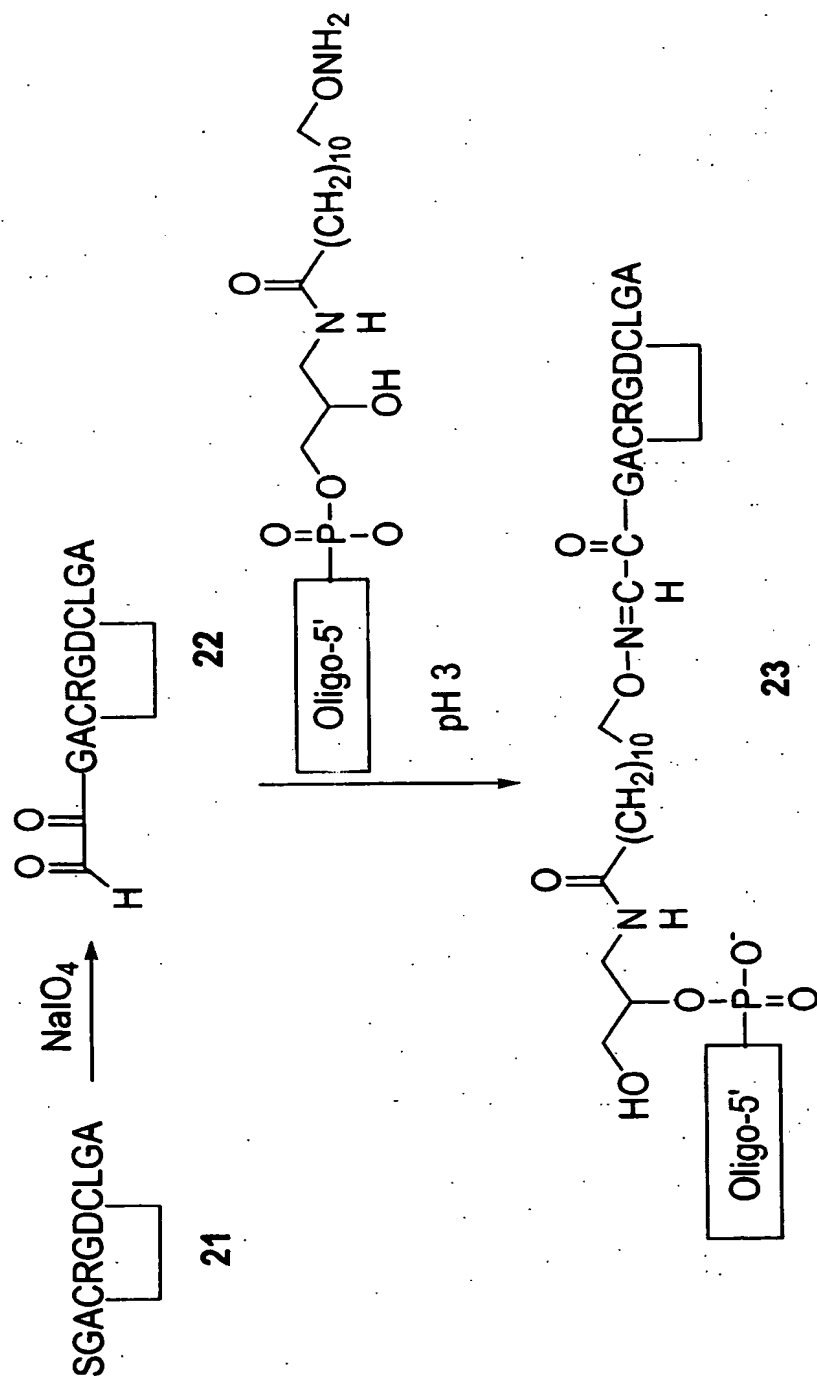 SGACRGDCLGA
21
NaIO4
O O
H
GACRGDCLGA
22
Oligo-5'
O=P-O
O
OH
N
H
O
(CH2)10
ONH2
pH 3
Oligo-5'
HO
O-P-O-
O
N
H
O
(CH2)10
O-N=C-C-GACRGDCLGA
H
O
23